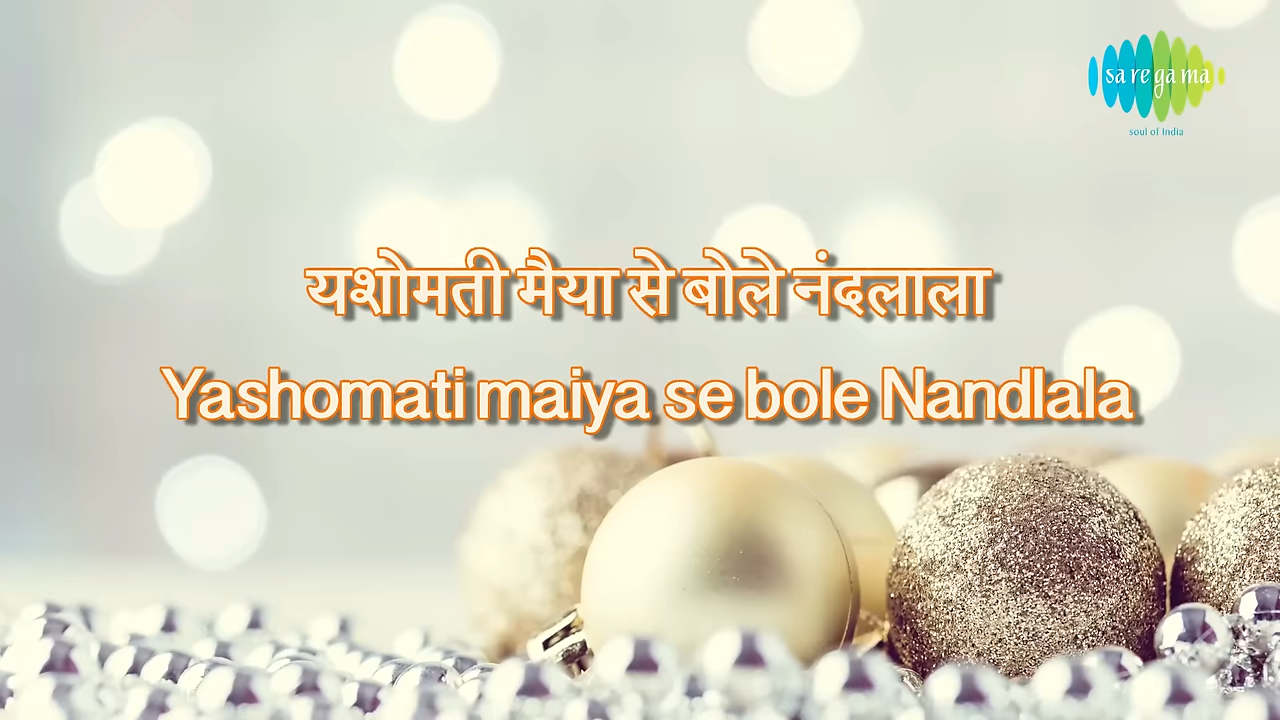 sa re ga ma
soul of India
यशोमती मैया से बोले नंदलाला
Yashomati maiya se bole Nandlala